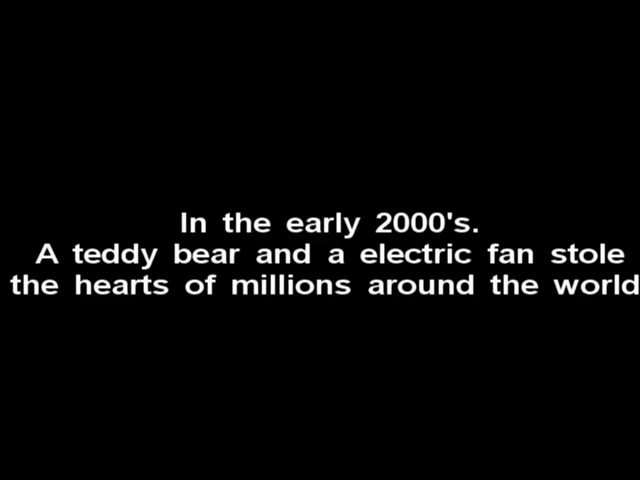 In the early 2000's.
A teddy bear and a electric fan stole
the hearts of millions around the world